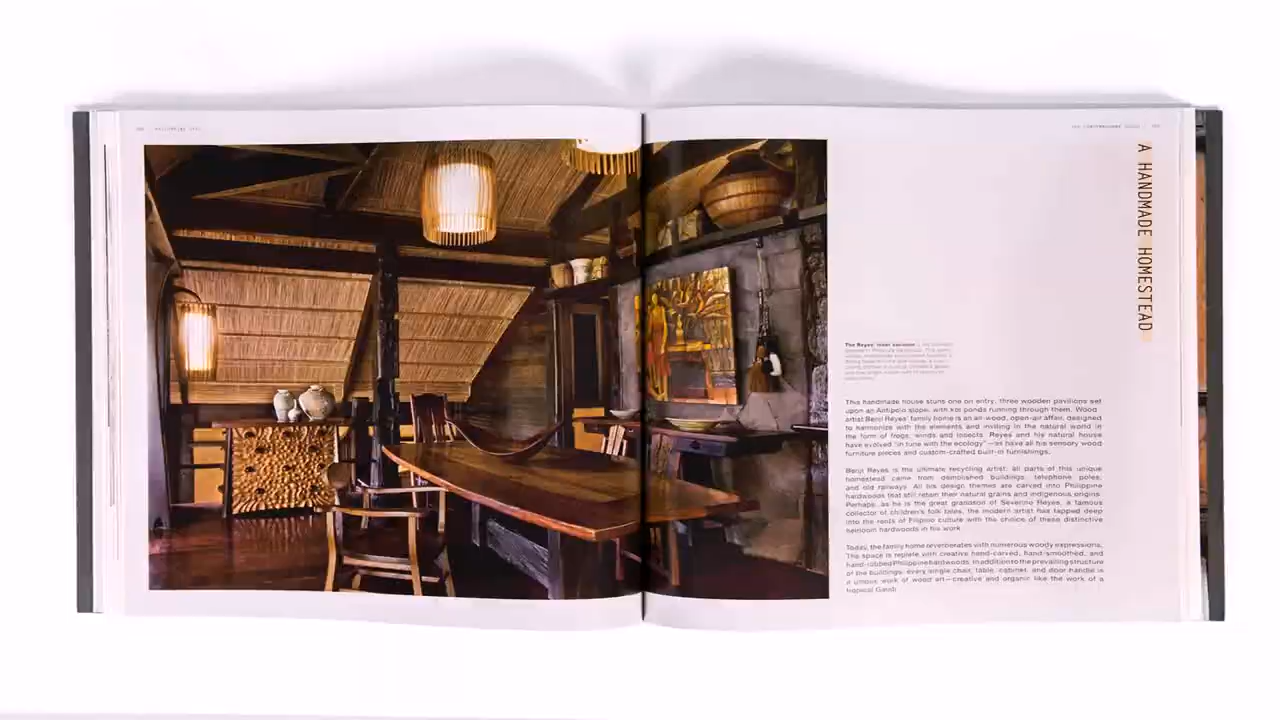 PHILIPPINE STYLE
THE CONTEMPORARY HOUSE
A HANDMADE HOMESTEAD
The Reyes' inner sanctum
This handmade house stuns one on entry, three wooden pavilions set
upon an Antipolo slope, with koi ponds running through them. Wood
artist Benji Reyes' family home is an all-wood, open-air affair, designed
to harmonize with the elements and inviting in the natural world in
the form of frogs, winds and insects. Reyes and his natural house
have evolved "in tune with the ecology"—as have all his sensory wood
furniture pieces and custom-crafted built-in furnishings.
Benji Reyes is the ultimate recycling artist: all parts of this unique
homestead came from demolished buildings, telephone poles,
and old railways. All his design themes are carved into Philippine
hardwoods that still retain their natural grains and indigenous origins.
Perhaps, as he is the great grandson of Severino Reyes, a famous
collector of children's folk tales, the modern artist has tapped deep
into the roots of Filipino culture with the choice of these distinctive
heirloom hardwoods in his work.
Today, the family home reverberates with numerous woody expressions.
The space is replete with creative hand-carved, hand-smoothed, and
hand-rubbed Philippine hardwoods. In addition to the prevailing structure
of the buildings, every single chair, table, cabinet, and door handle is
a unique work of wood art—creative and organic like the work of a
tropical Gaudi.